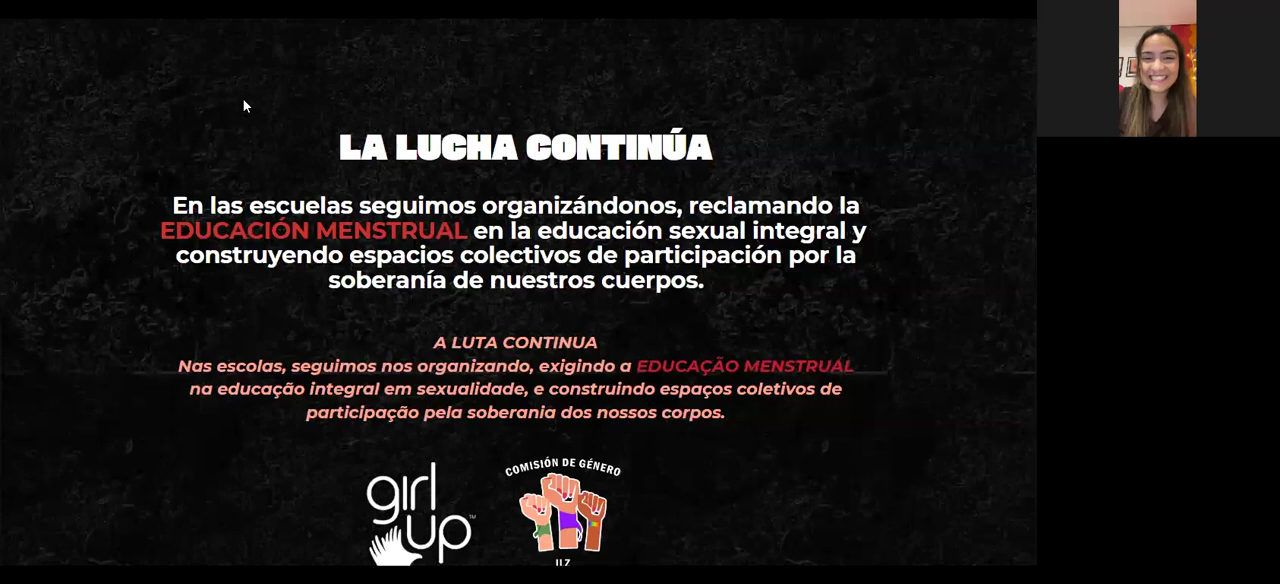 LA LUCHA CONTINÚA
En las escuelas seguimos organizándonos, reclamando la
EDUCACIÓN MENSTRUAL en la educación sexual integral y
construyendo espacios colectivos de participación por la
soberanía de nuestros cuerpos.
A LUTA CONTINUA
Nas escolas, seguimos nos organizando, exigindo a EDUCAÇÃO MENSTRUAL
na educação integral em sexualidade, e construindo espaços coletivos de
participação pela soberania dos nossos corpos.
girl
up™
COMISIÓN DE GÉNERO